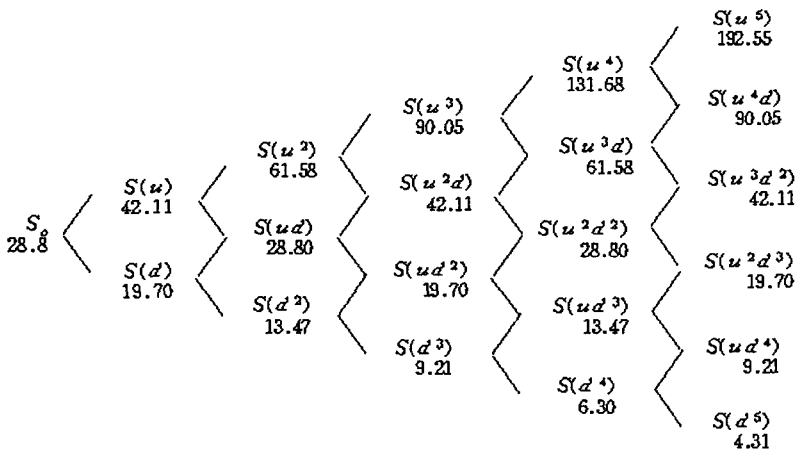 S₀
28.8
S(u)
42.11
S(d)
19.70
S(u²)
61.58
S(ud)
28.80
S(d²)
13.47
S(u³)
90.05
S(u²d)
42.11
S(ud²)
19.70
S(d³)
9.21
S(u⁴)
131.68
S(u³d)
61.58
S(u²d²)
28.80
S(ud³)
13.47
S(d⁴)
6.30
S(u⁵)
192.55
S(u⁴d)
90.05
S(u³d²)
42.11
S(u²d³)
19.70
S(ud⁴)
9.21
S(d⁵)
4.31